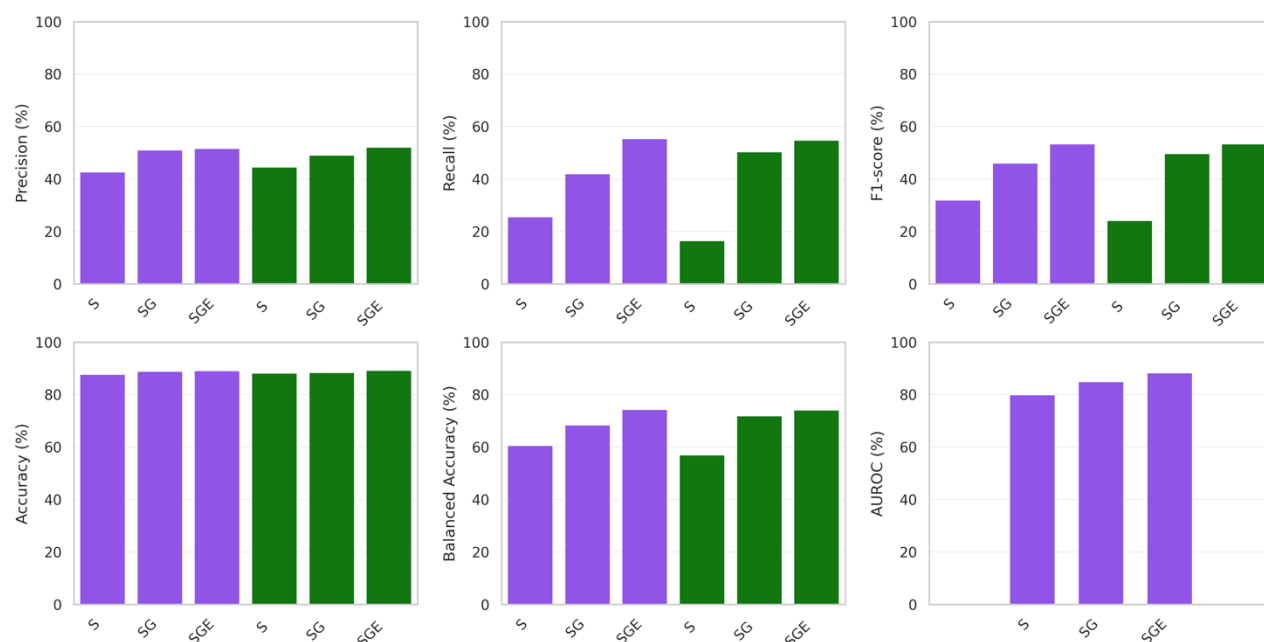 Precision (%)
100
80
60
40
20
0
S
SG
SGE
S
SG
SGE
Recall (%)
100
80
60
40
20
0
S
SG
SGE
S
SG
SGE
F1-score (%)
100
80
60
40
20
0
S
SG
SGE
S
SG
SGE
Accuracy (%)
100
80
60
40
20
0
S
SG
SGE
S
SG
SGE
Balanced Accuracy (%)
100
80
60
40
20
0
S
SG
SGE
S
SG
SGE
AUROC (%)
100
80
60
40
20
0
S
SG
SGE